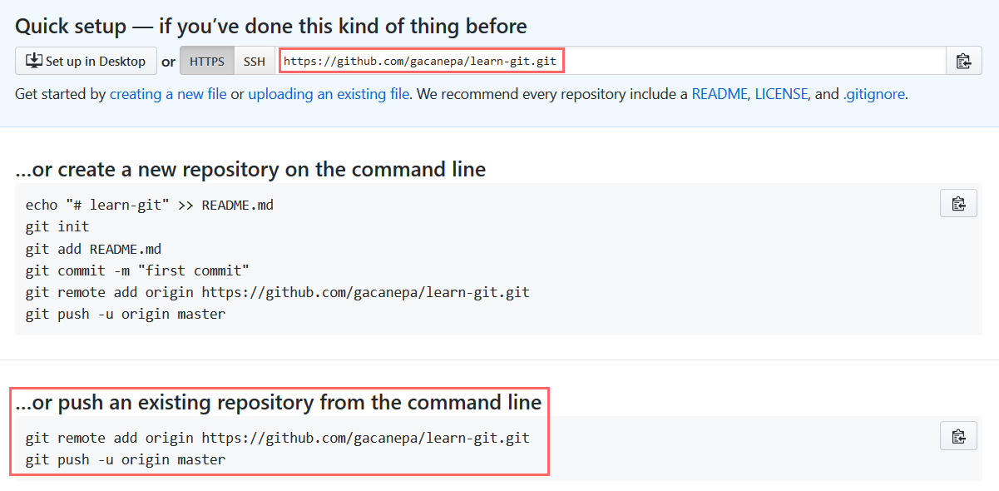 Quick setup — if you’ve done this kind of thing before
Set up in Desktop or HTTPS SSH https://github.com/gacanepa/learn-git.git
Get started by creating a new file or uploading an existing file. We recommend every repository include a README, LICENSE, and .gitignore.
…or create a new repository on the command line
echo "# learn-git" >> README.md
git init
git add README.md
git commit -m "first commit"
git remote add origin https://github.com/gacanepa/learn-git.git
git push -u origin master
…or push an existing repository from the command line
git remote add origin https://github.com/gacanepa/learn-git.git
git push -u origin master